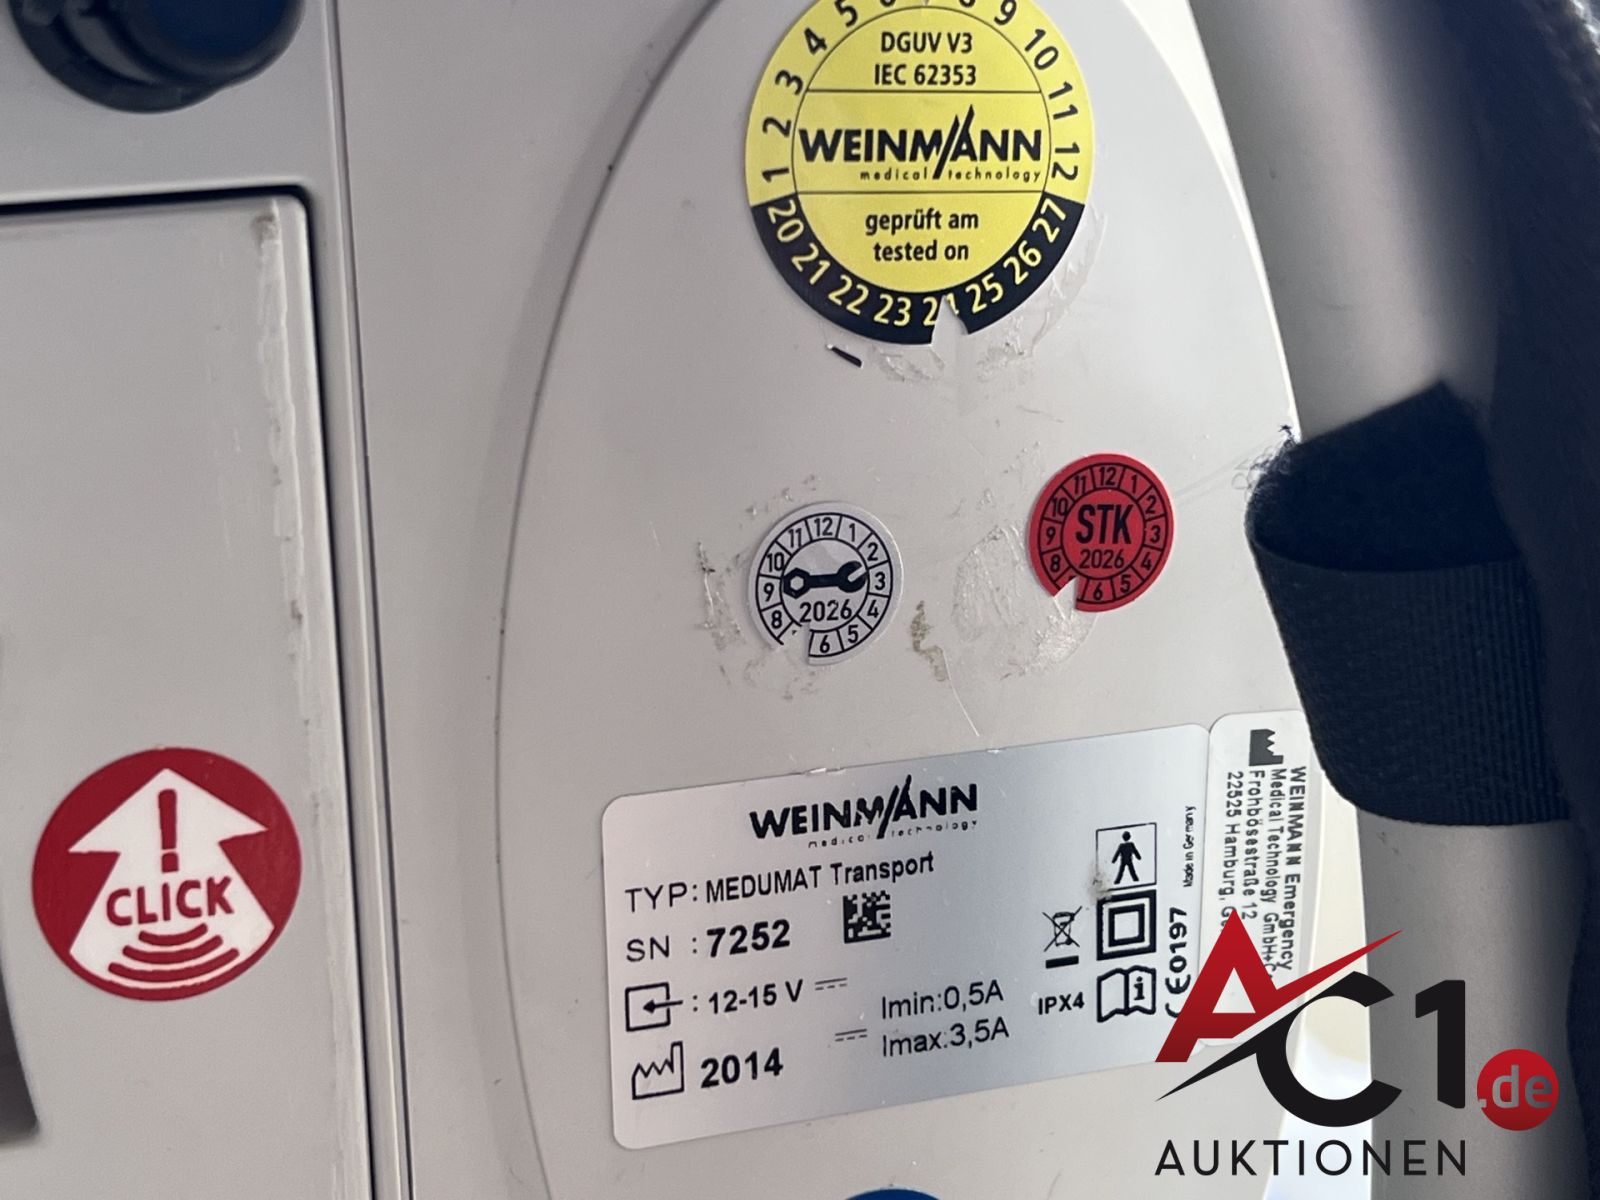 4 5 6 7 8 9 10 11 12
3
2
1
DGUV V3
IEC 62353
WEINMANN
medical technology
geprüft am
tested on
20 21 22 23 24 25 26 27
10 11 12 1 2 3 4 5 6 8 9
2026
10 11 12 1 2 3 4 5 6 8 9
STK
2026
!
CLICK
WEINMANN
medical technology
TYP: MEDUMAT Transport
SN : 7252
: 12-15 V
Imin:0,5A
Imax:3,5A
2014
IPX4
CE0197
Made in Germany
WEINMANN Emergency
Medical Technology GmbH+
Frohbösestraße 12
22525 Hamburg,
AC1.de
AUKTIONEN